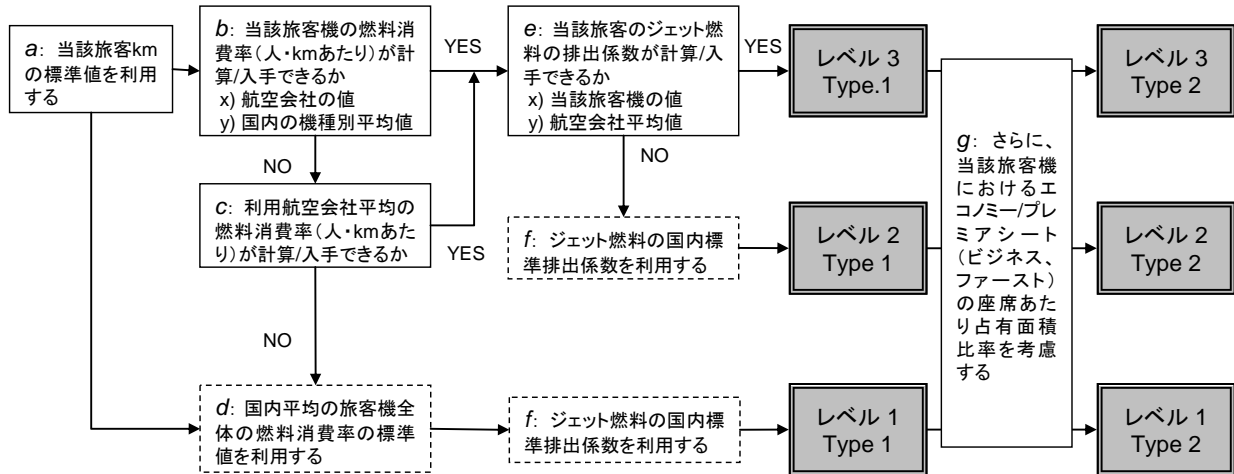 a: 当該旅客km
の標準値を利用
する
b: 当該旅客機の燃料消
費率(人・kmあたり)が計
算/入手できるか
x) 航空会社の値
y) 国内の機種別平均値
YES
NO
c: 利用航空会社平均の
燃料消費率(人・kmあた
り)が計算/入手できるか
YES
NO
d: 国内平均の旅客機全
体の燃料消費率の標準
値を利用する
e: 当該旅客のジェット燃
料の排出係数が計算/入
手できるか
x) 当該旅客機の値
y) 航空会社平均値
YES
NO
f: ジェット燃料の国内標
準排出係数を利用する
f: ジェット燃料の国内標
準排出係数を利用する
レベル 3
Type.1
レベル 2
Type 1
レベル 1
Type 1
g: さらに、
当該旅客機
におけるエ
コノミー/プレ
ミアシート
(ビジネス、
ファースト)
の座席あた
り占有面積
比率を考慮
する
レベル 3
Type 2
レベル 2
Type 2
レベル 1
Type 2